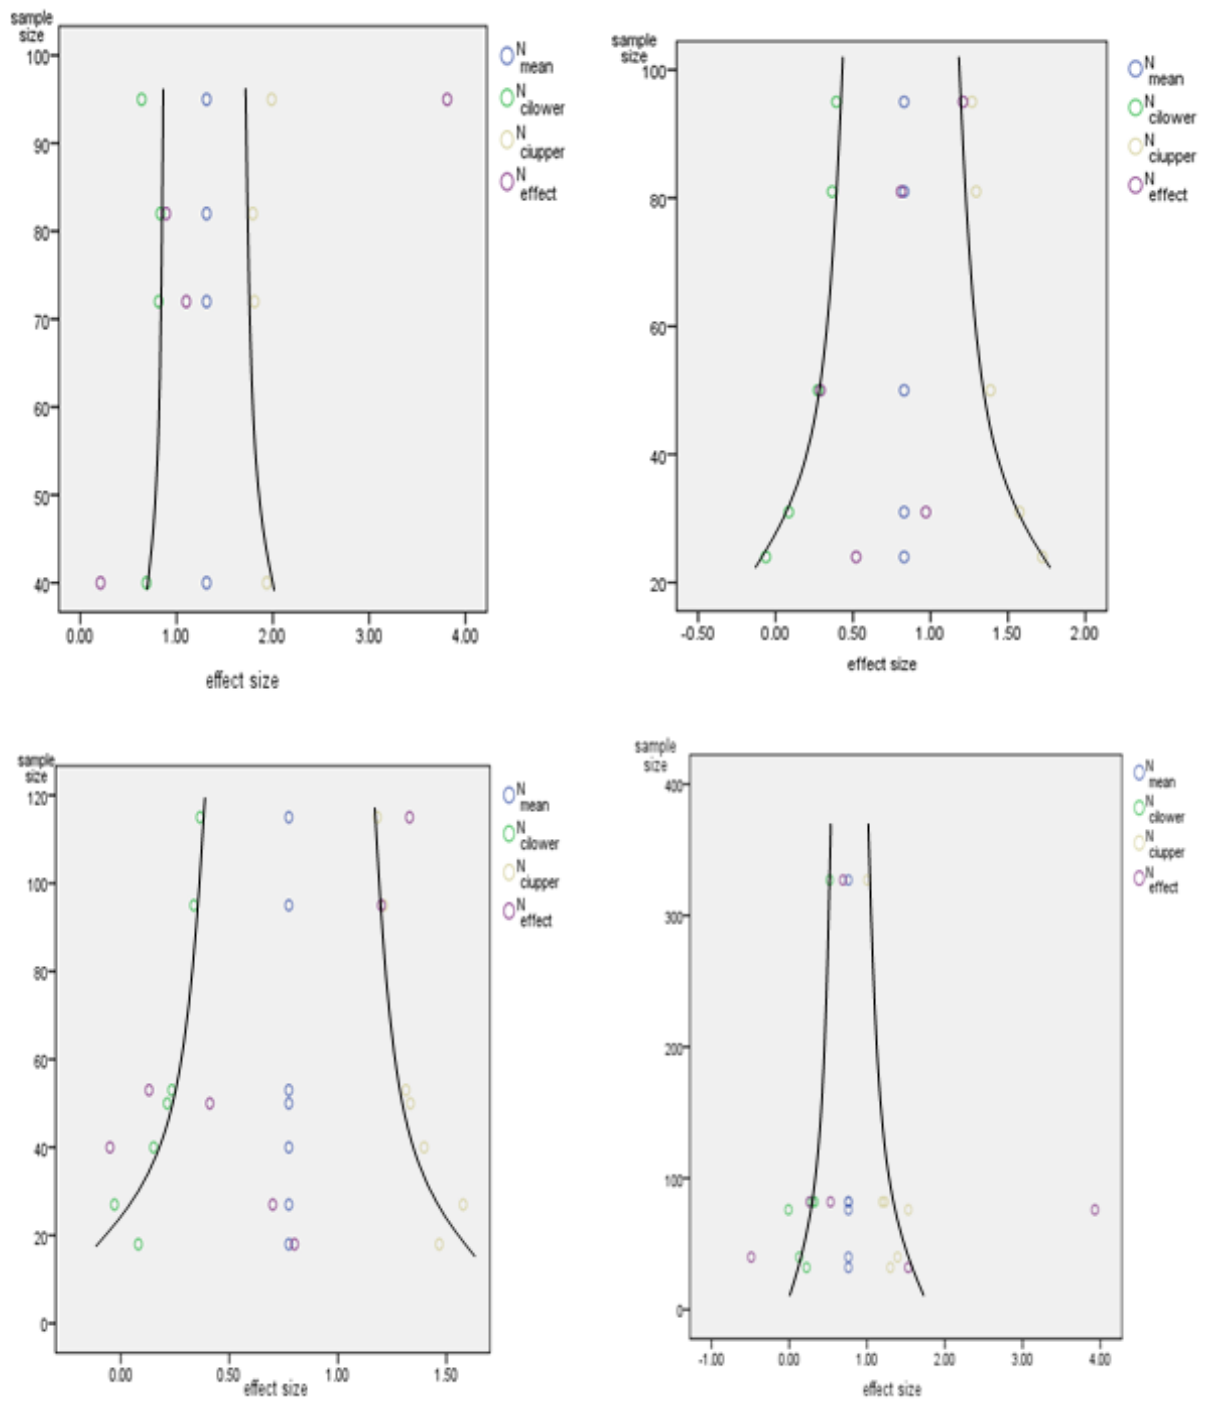 sample
size
100
90
80
70
60
50
40
0.00 1.00 2.00 3.00 4.00
effect size
N
mean
N
cilower
N
ciupper
N
effect
sample
size
100
80
60
40
20
-0.50 0.00 0.50 1.00 1.50 2.00
effect size
N
mean
N
cilower
N
ciupper
N
effect
sample
size
120
100
80
60
40
20
0
0.00 0.50 1.00 1.50
effect size
N
mean
N
cilower
N
ciupper
N
effect
sample
size
400
300
200
100
0
-1.00 0.00 1.00 2.00 3.00 4.00
effect size
N
mean
N
cilower
N
ciupper
N
effect